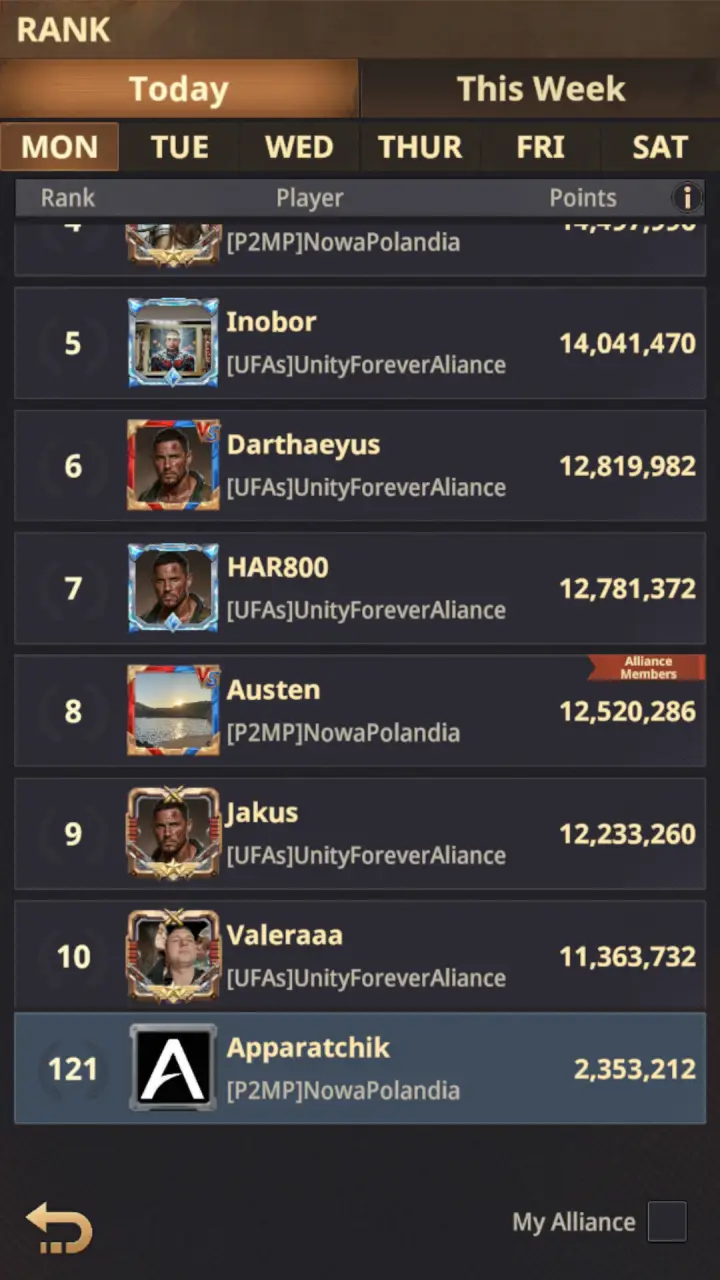 RANK
Today This Week
MON TUE WED THUR FRI SAT
Rank Player Points i
[P2MP]NowaPolandia
5 Inobor 14,041,470
[UFAs]UnityForeverAliance
6 Darthaeyus 12,819,982
[UFAs]UnityForeverAliance
7 HAR800 12,781,372
[UFAs]UnityForeverAliance
Alliance
Members
8 VS Austen 12,520,286
[P2MP]NowaPolandia
9 Jakus 12,233,260
[UFAs]UnityForeverAliance
10 Valeraaa 11,363,732
[UFAs]UnityForeverAliance
121 Apparatchik 2,353,212
[P2MP]NowaPolandia
My Alliance